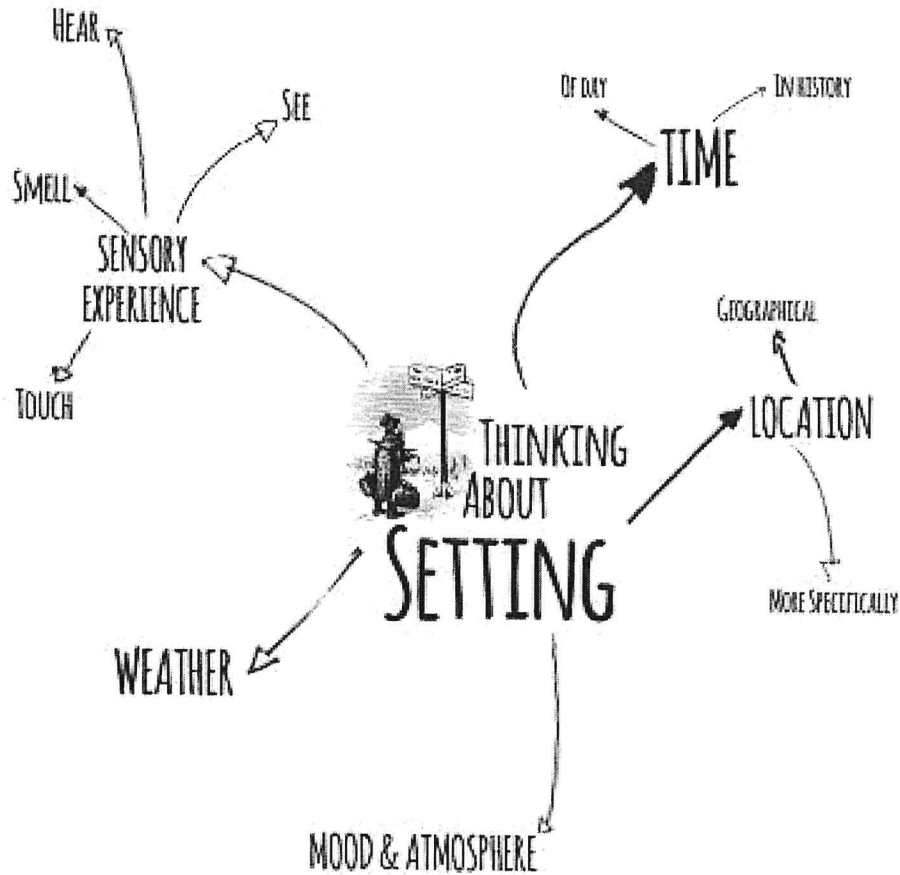 HEAR
SEE
SMELL
SENSORY
EXPERIENCE
TOUCH
OF DAY
IN HISTORY
TIME
GEOGRAPHICAL
LOCATION
MORE SPECIFICALLY
THINKING
ABOUT
SETTING
WEATHER
MOOD & ATMOSPHERE